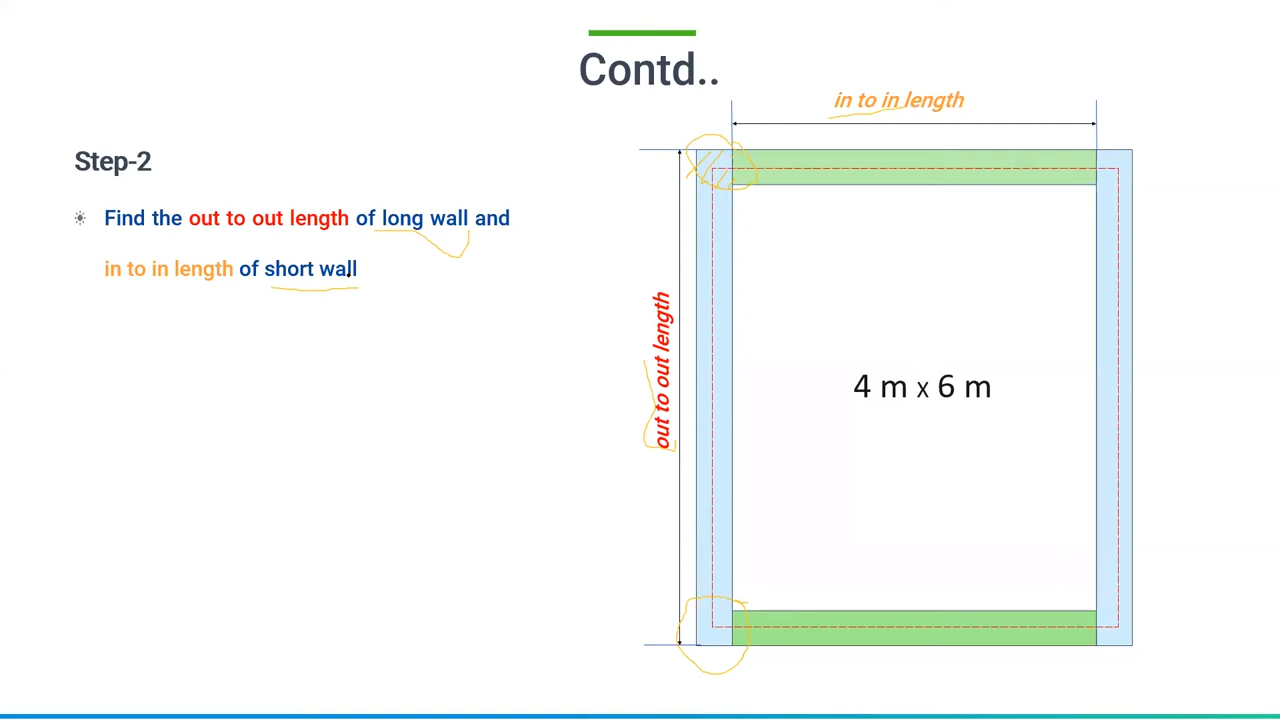 Contd..
in to in length
Step-2
Find the out to out length of long wall and
in to in length of short wall
out to out length
4 m x 6 m